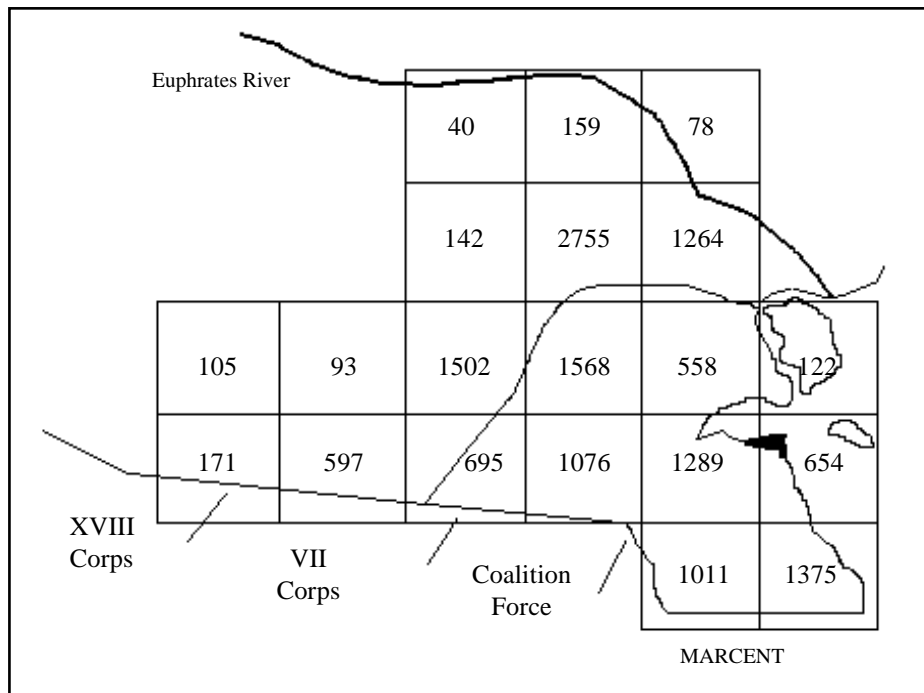 Euphrates River
40 159 78
142 2755 1264
105 93 1502 1568 558 122
171 597 695 1076 1289 654
XVIII
Corps
VII
Corps
Coalition
Force
1011 1375
MARCENT